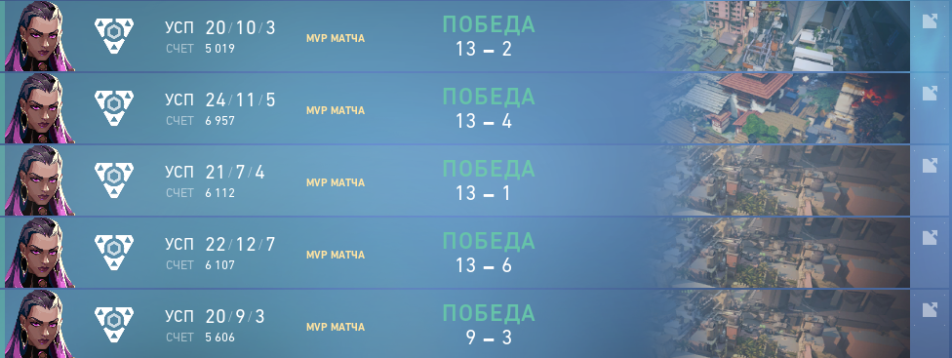 УСП 20/10/3 ПОБЕДА
MVP МАТЧА
СЧЕТ 5 019 13 – 2
УСП 24/11/5 ПОБЕДА
MVP МАТЧА
СЧЕТ 6 957 13 – 4
УСП 21/7/4 ПОБЕДА
MVP МАТЧА
СЧЕТ 6 112 13 – 1
УСП 22/12/7 ПОБЕДА
MVP МАТЧА
СЧЕТ 6 107 13 – 6
УСП 20/9/3 ПОБЕДА
MVP МАТЧА
СЧЕТ 5 606 9 – 3